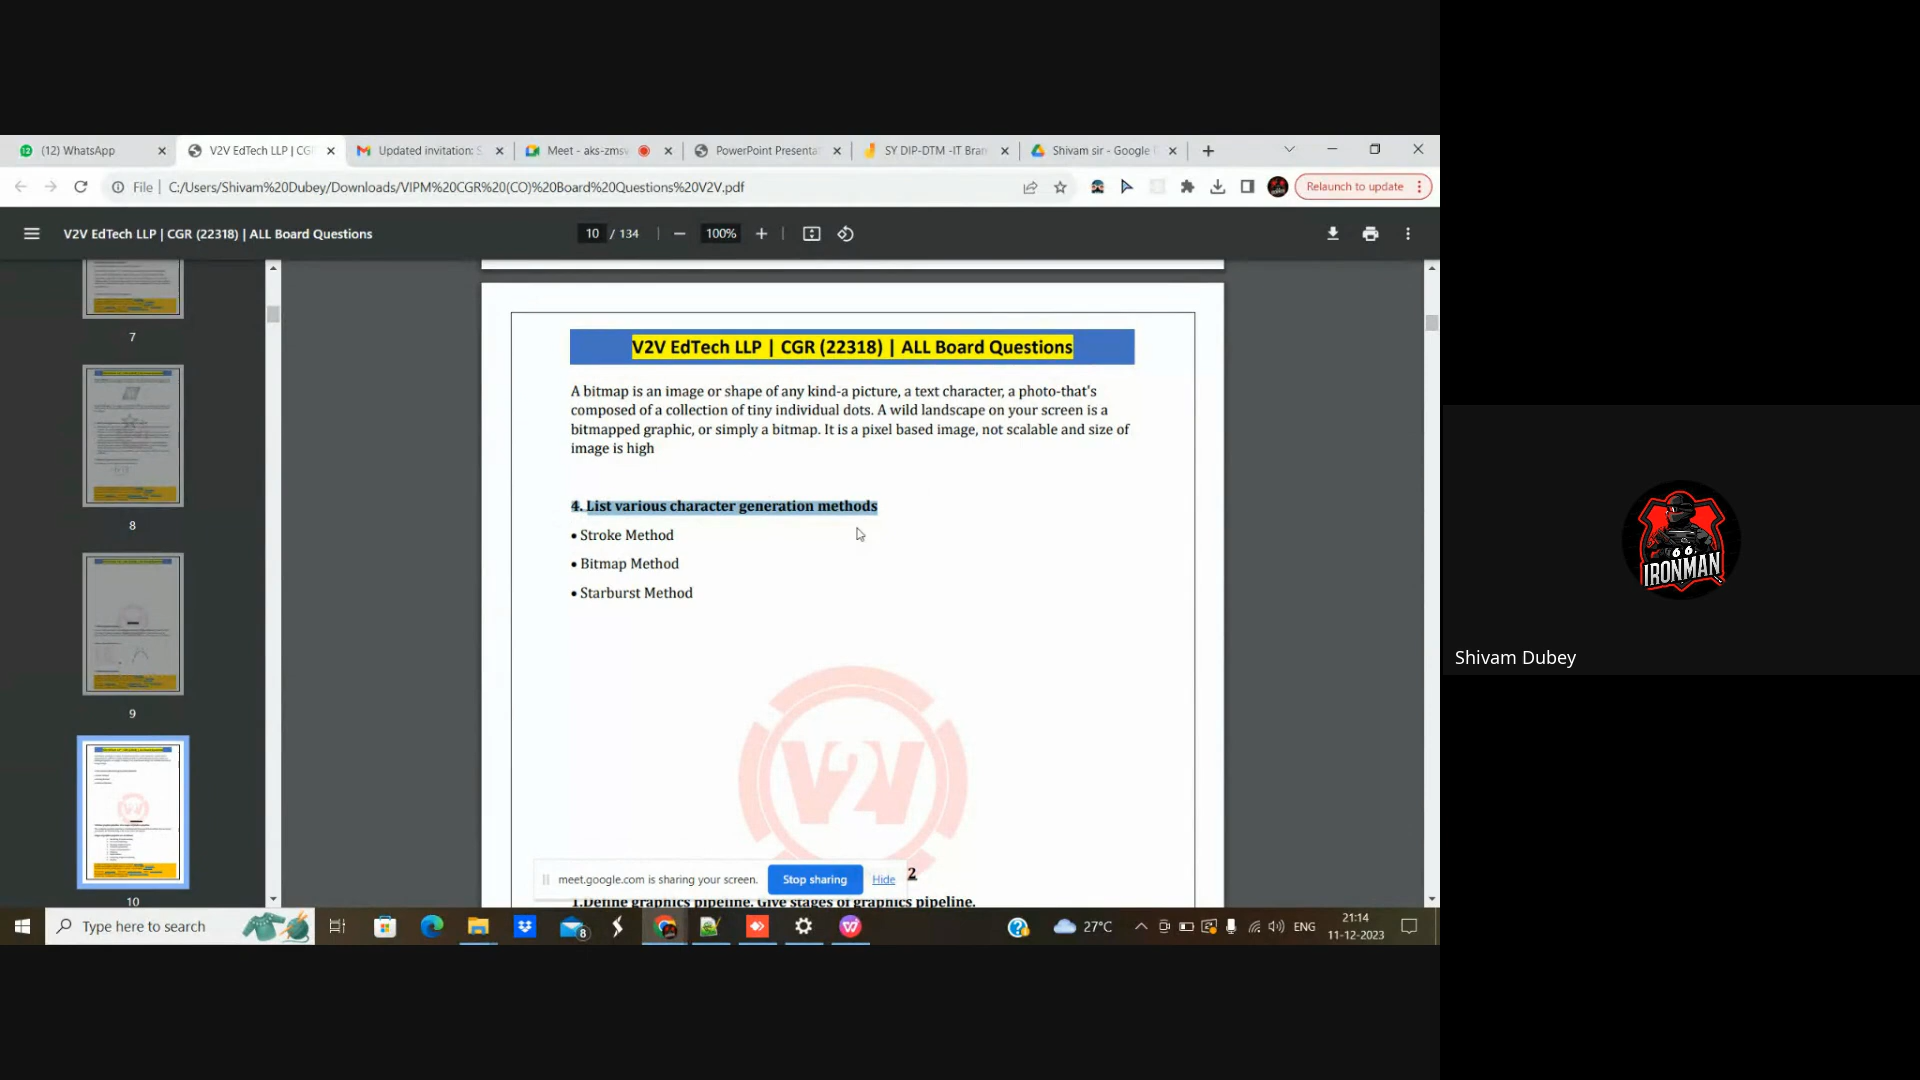 (12) WhatsApp
V2V EdTech LLP | CG
Updated invitation: S
Meet - aks-zmsv
PowerPoint Presenta
SY DIP-DTM -IT Bran
Shivam sir - Google
File
C:/Users/Shivam%20Dubey/Downloads/VIPM%20CGR%20(CO)%20Board%20Questions%20V2V.pdf
Relaunch to update
V2V EdTech LLP | CGR (22318) | ALL Board Questions
10 / 134
100%
7
8
9
10
V2V EdTech LLP | CGR (22318) | ALL Board Questions
A bitmap is an image or shape of any kind-a picture, a text character, a photo-that's
composed of a collection of tiny individual dots. A wild landscape on your screen is a
bitmapped graphic, or simply a bitmap. It is a pixel based image, not scalable and size of
image is high
4. List various character generation methods
• Stroke Method
• Bitmap Method
• Starburst Method
V2V
2
meet.google.com is sharing your screen.
Stop sharing
Hide
1.Define graphics pipeline. Give stages of graphics pipeline.
66
IRONMAN
Shivam Dubey
Type here to search
8
27°C
ENG
21:14
11-12-2023